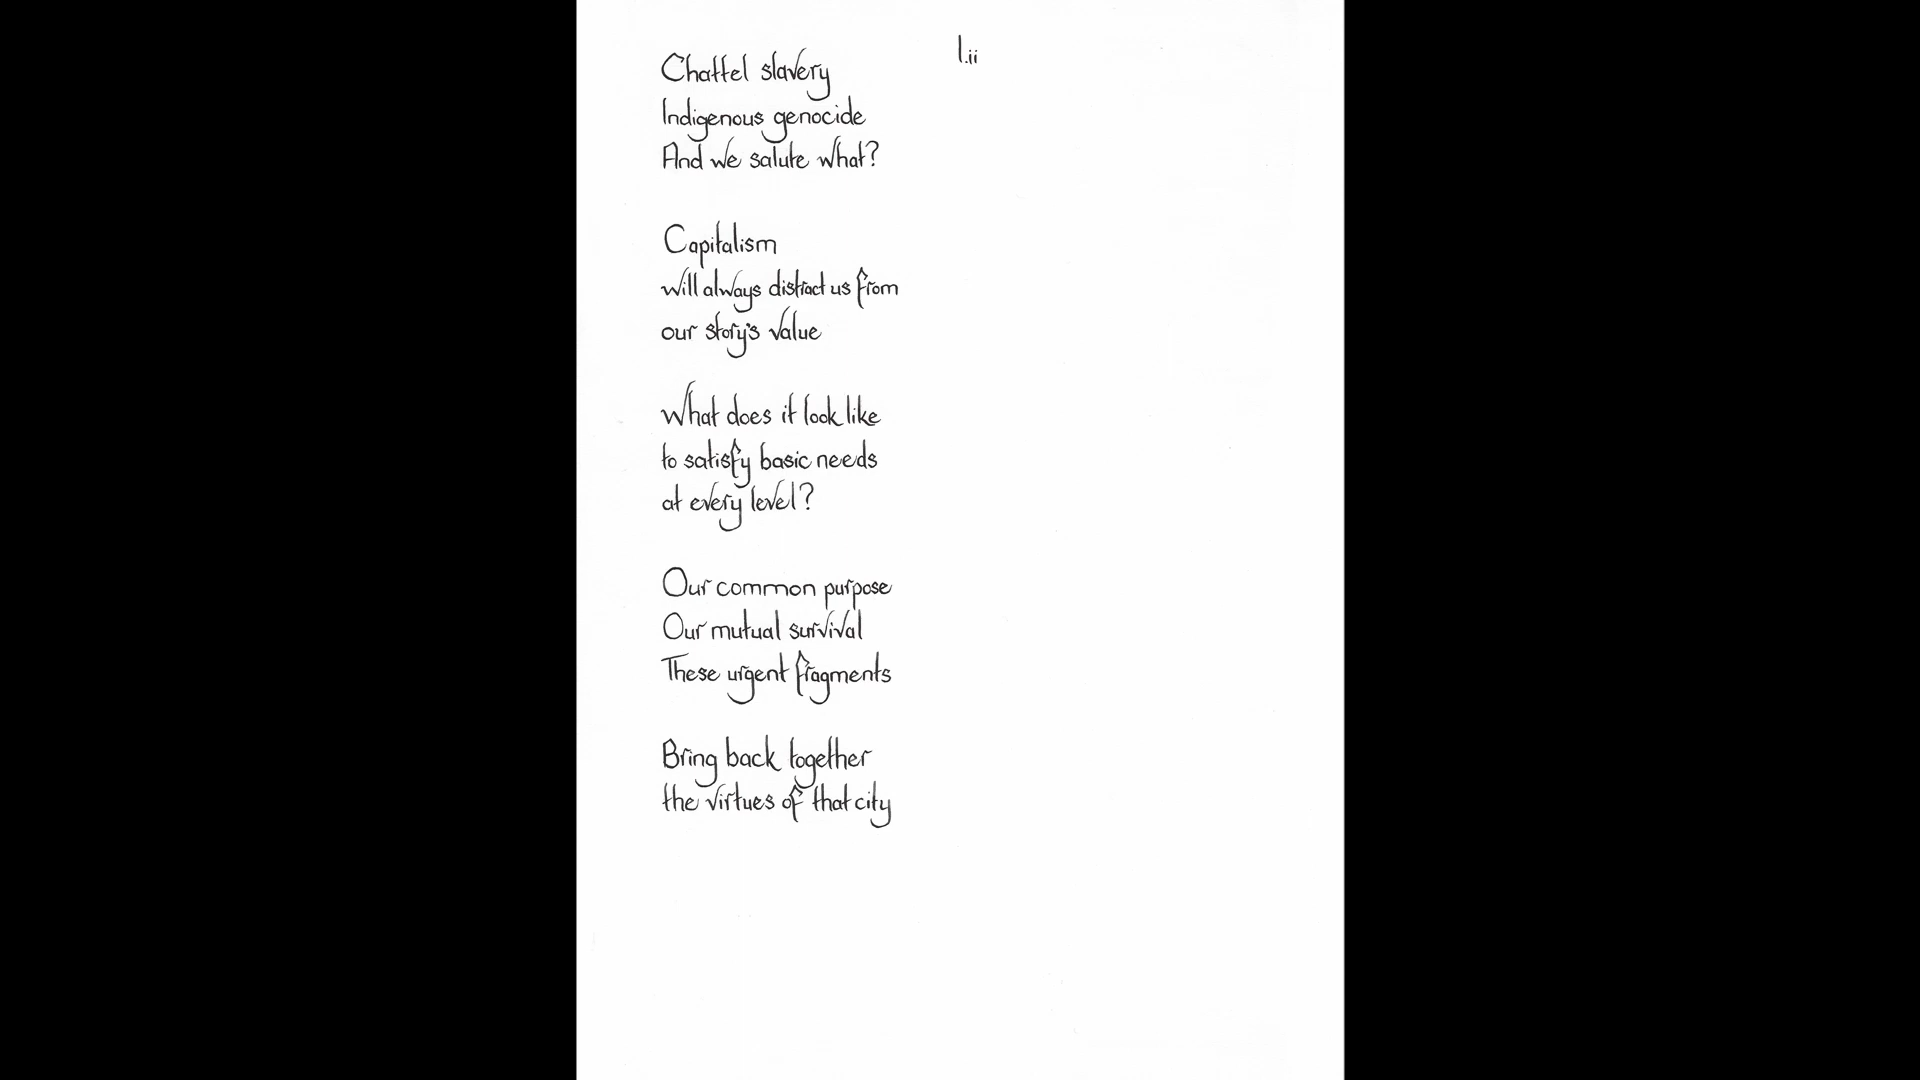 1.ii
Chattel slavery
Indigenous genocide
And we salute what?
Capitalism
will always distract us from
our story's value
What does it look like
to satisfy basic needs
at every level?
Our common purpose
Our mutual survival
These urgent fragments
Bring back together
the virtues of that city